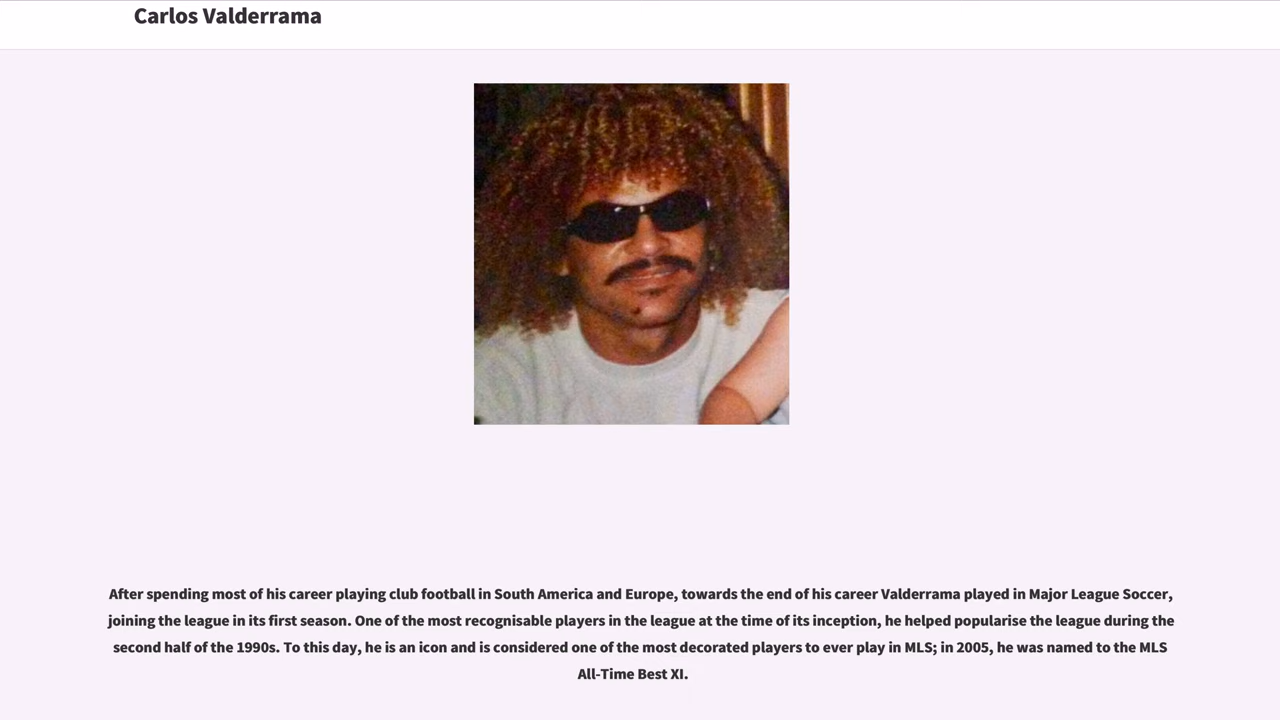 Carlos Valderrama
After spending most of his career playing club football in South America and Europe, towards the end of his career Valderrama played in Major League Soccer,
joining the league in its first season. One of the most recognisable players in the league at the time of its inception, he helped popularise the league during the
second half of the 1990s. To this day, he is an icon and is considered one of the most decorated players to ever play in MLS; in 2005, he was named to the MLS
All-Time Best XI.